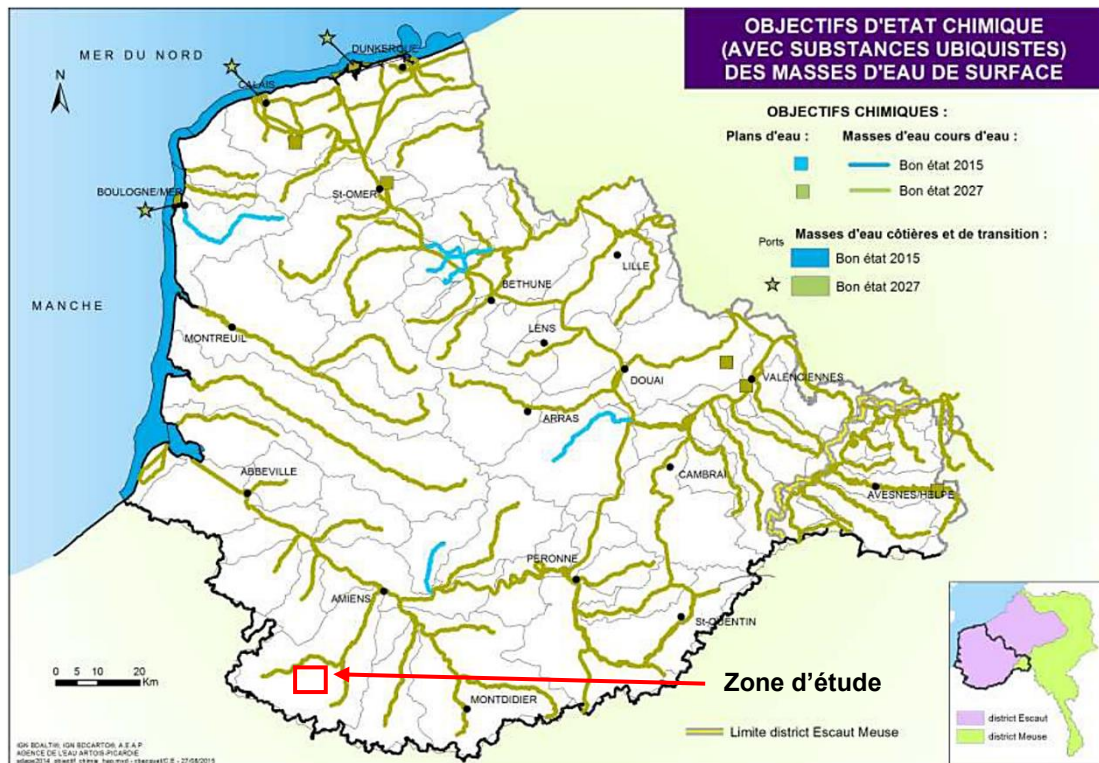 OBJECTIFS D'ETAT CHIMIQUE
(AVEC SUBSTANCES UBIQUISTES)
DES MASSES D'EAU DE SURFACE
OBJECTIFS CHIMIQUES :
Plans d'eau :
Masses d'eau cours d'eau :
Bon état 2015
Bon état 2027
Ports
Masses d'eau côtières et de transition :
Bon état 2015
Bon état 2027
MER DU NORD
N
DUNKERQUE
CALAIS
BOULOGNE/MER
St-OMER
LILLE
BETHUNE
MANCHE
LENS
MONTREUIL
DOUAI
VALENCIENNES
ARRAS
CAMBRAI
ABBEVILLE
AVESNES/HELPE
PERONNE
AMIENS
St-QUENTIN
0 5 10 20
Km
Zone d'étude
MONTDIDIER
Limite district Escaut Meuse
district Escaut
district Meuse
AGENCE DE L'EAU ARTOIS-PICARDIE